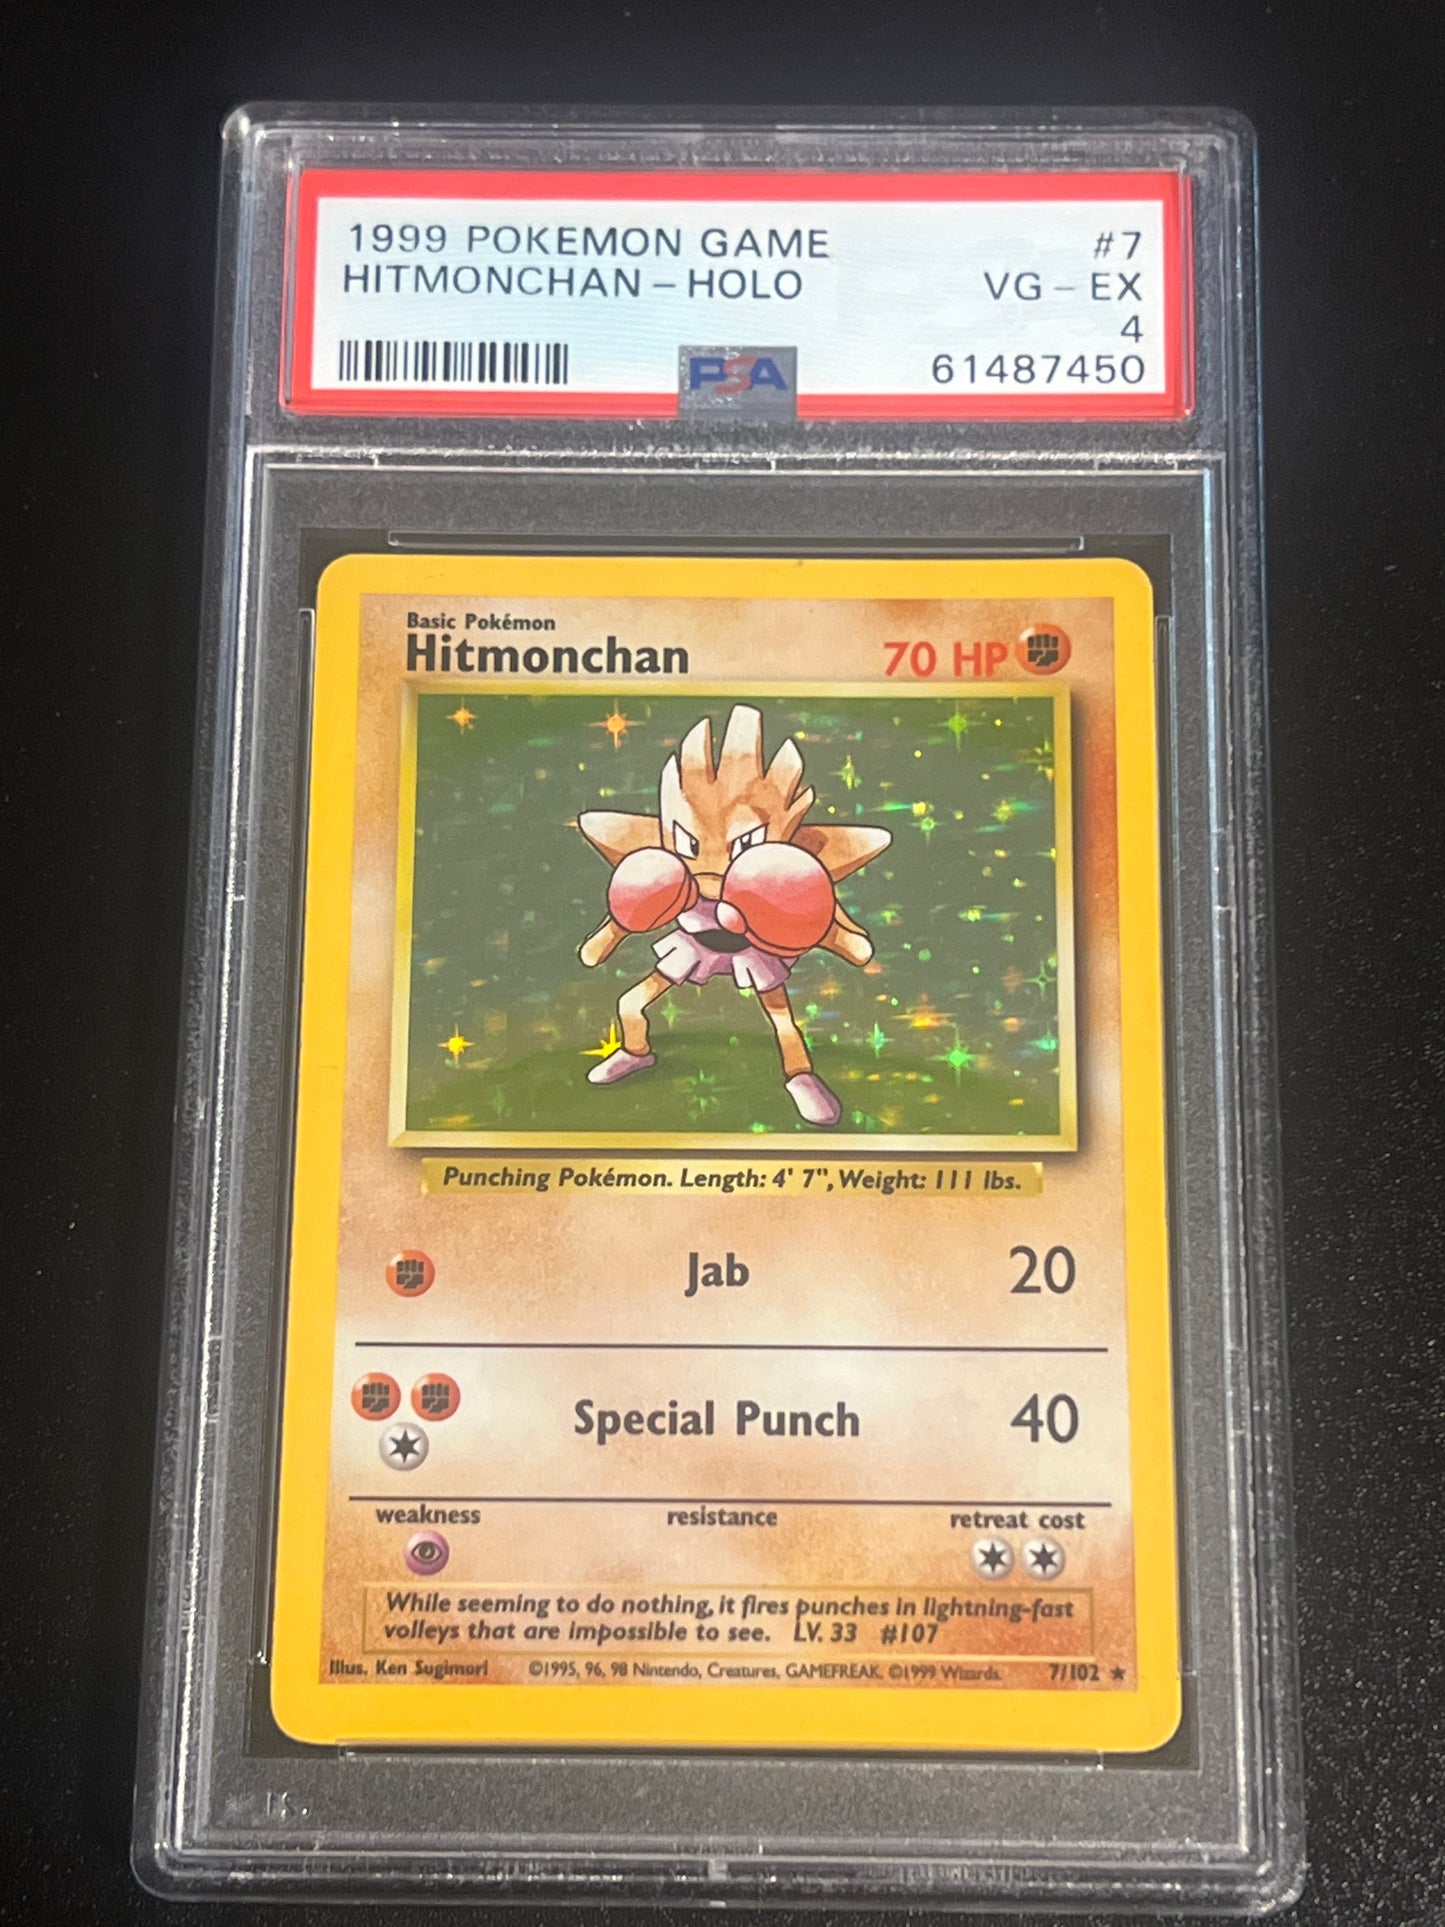 1999 POKEMON GAME #7
HITMONCHAN - HOLO VG - EX
4
PSA 61487450
Basic Pokémon
Hitmonchan 70 HP
Punching Pokémon. Length: 4' 7", Weight: 111 lbs.
Jab 20
Special Punch 40
weakness resistance retreat cost
While seeming to do nothing, it fires punches in lightning-fast
volleys that are impossible to see. LV. 33 #107
Illus. Ken Sugimori ©1995, 96, 98 Nintendo, Creatures, GAMEFREAK. ©1999 Wizards. 7/102 ★